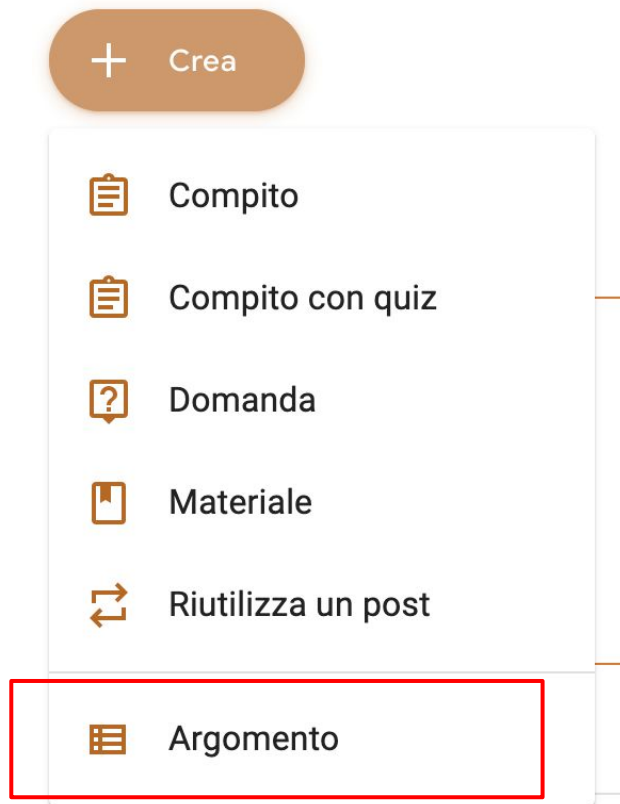 Crea
Compito
Compito con quiz
Domanda
Materiale
Riutilizza un post
Argomento